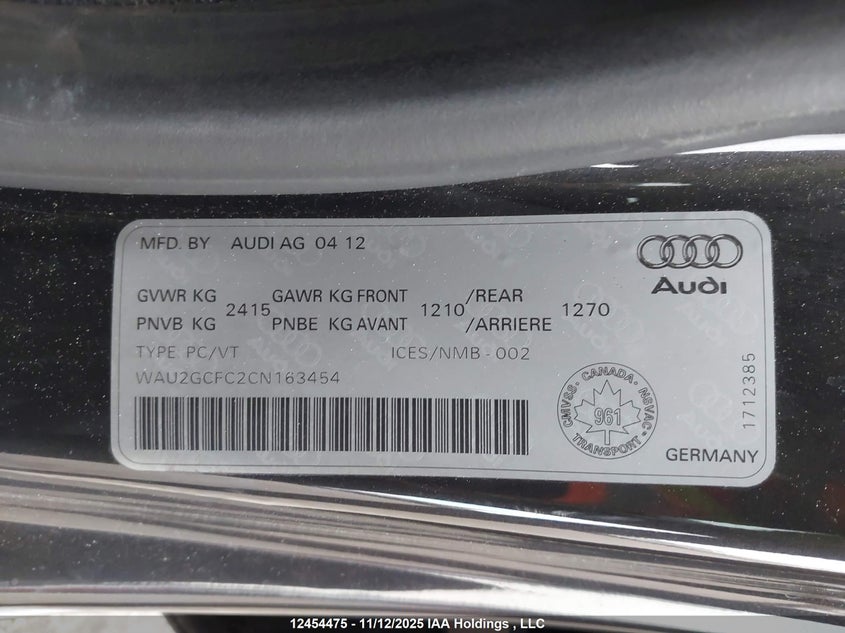 MFD. BY AUDI AG 04 12
Audi
GVWR KG 2415 GAWR KG FRONT 1210 /REAR 1270
PNVB KG PNBE KG AVANT /ARRIERE
TYPE PC/VT ICES/NMB - 002
WAU2GCFC2CN163454
CMVSS • CANADA • NSVAC • TRANSPORT
961
1712385
GERMANY
12454475 - 11/12/2025 IAA Holdings , LLC